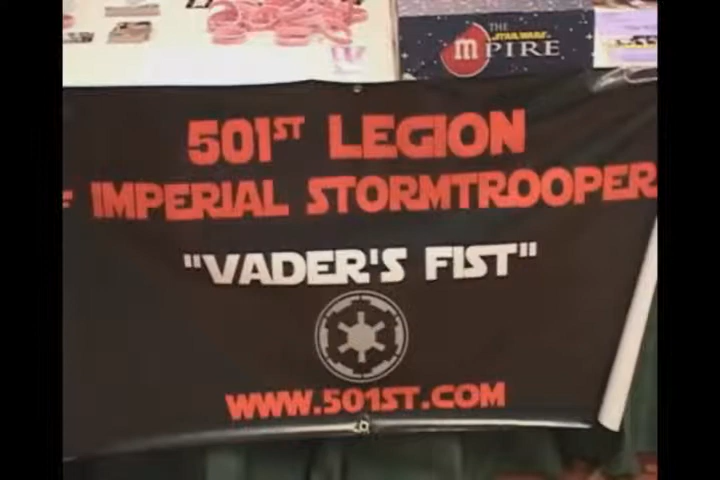 THE
STAR WARS
mPIRE
501ST LEGION
IMPERIAL STORMTROOPER
"VADER'S FIST"
WWW.501ST.COM